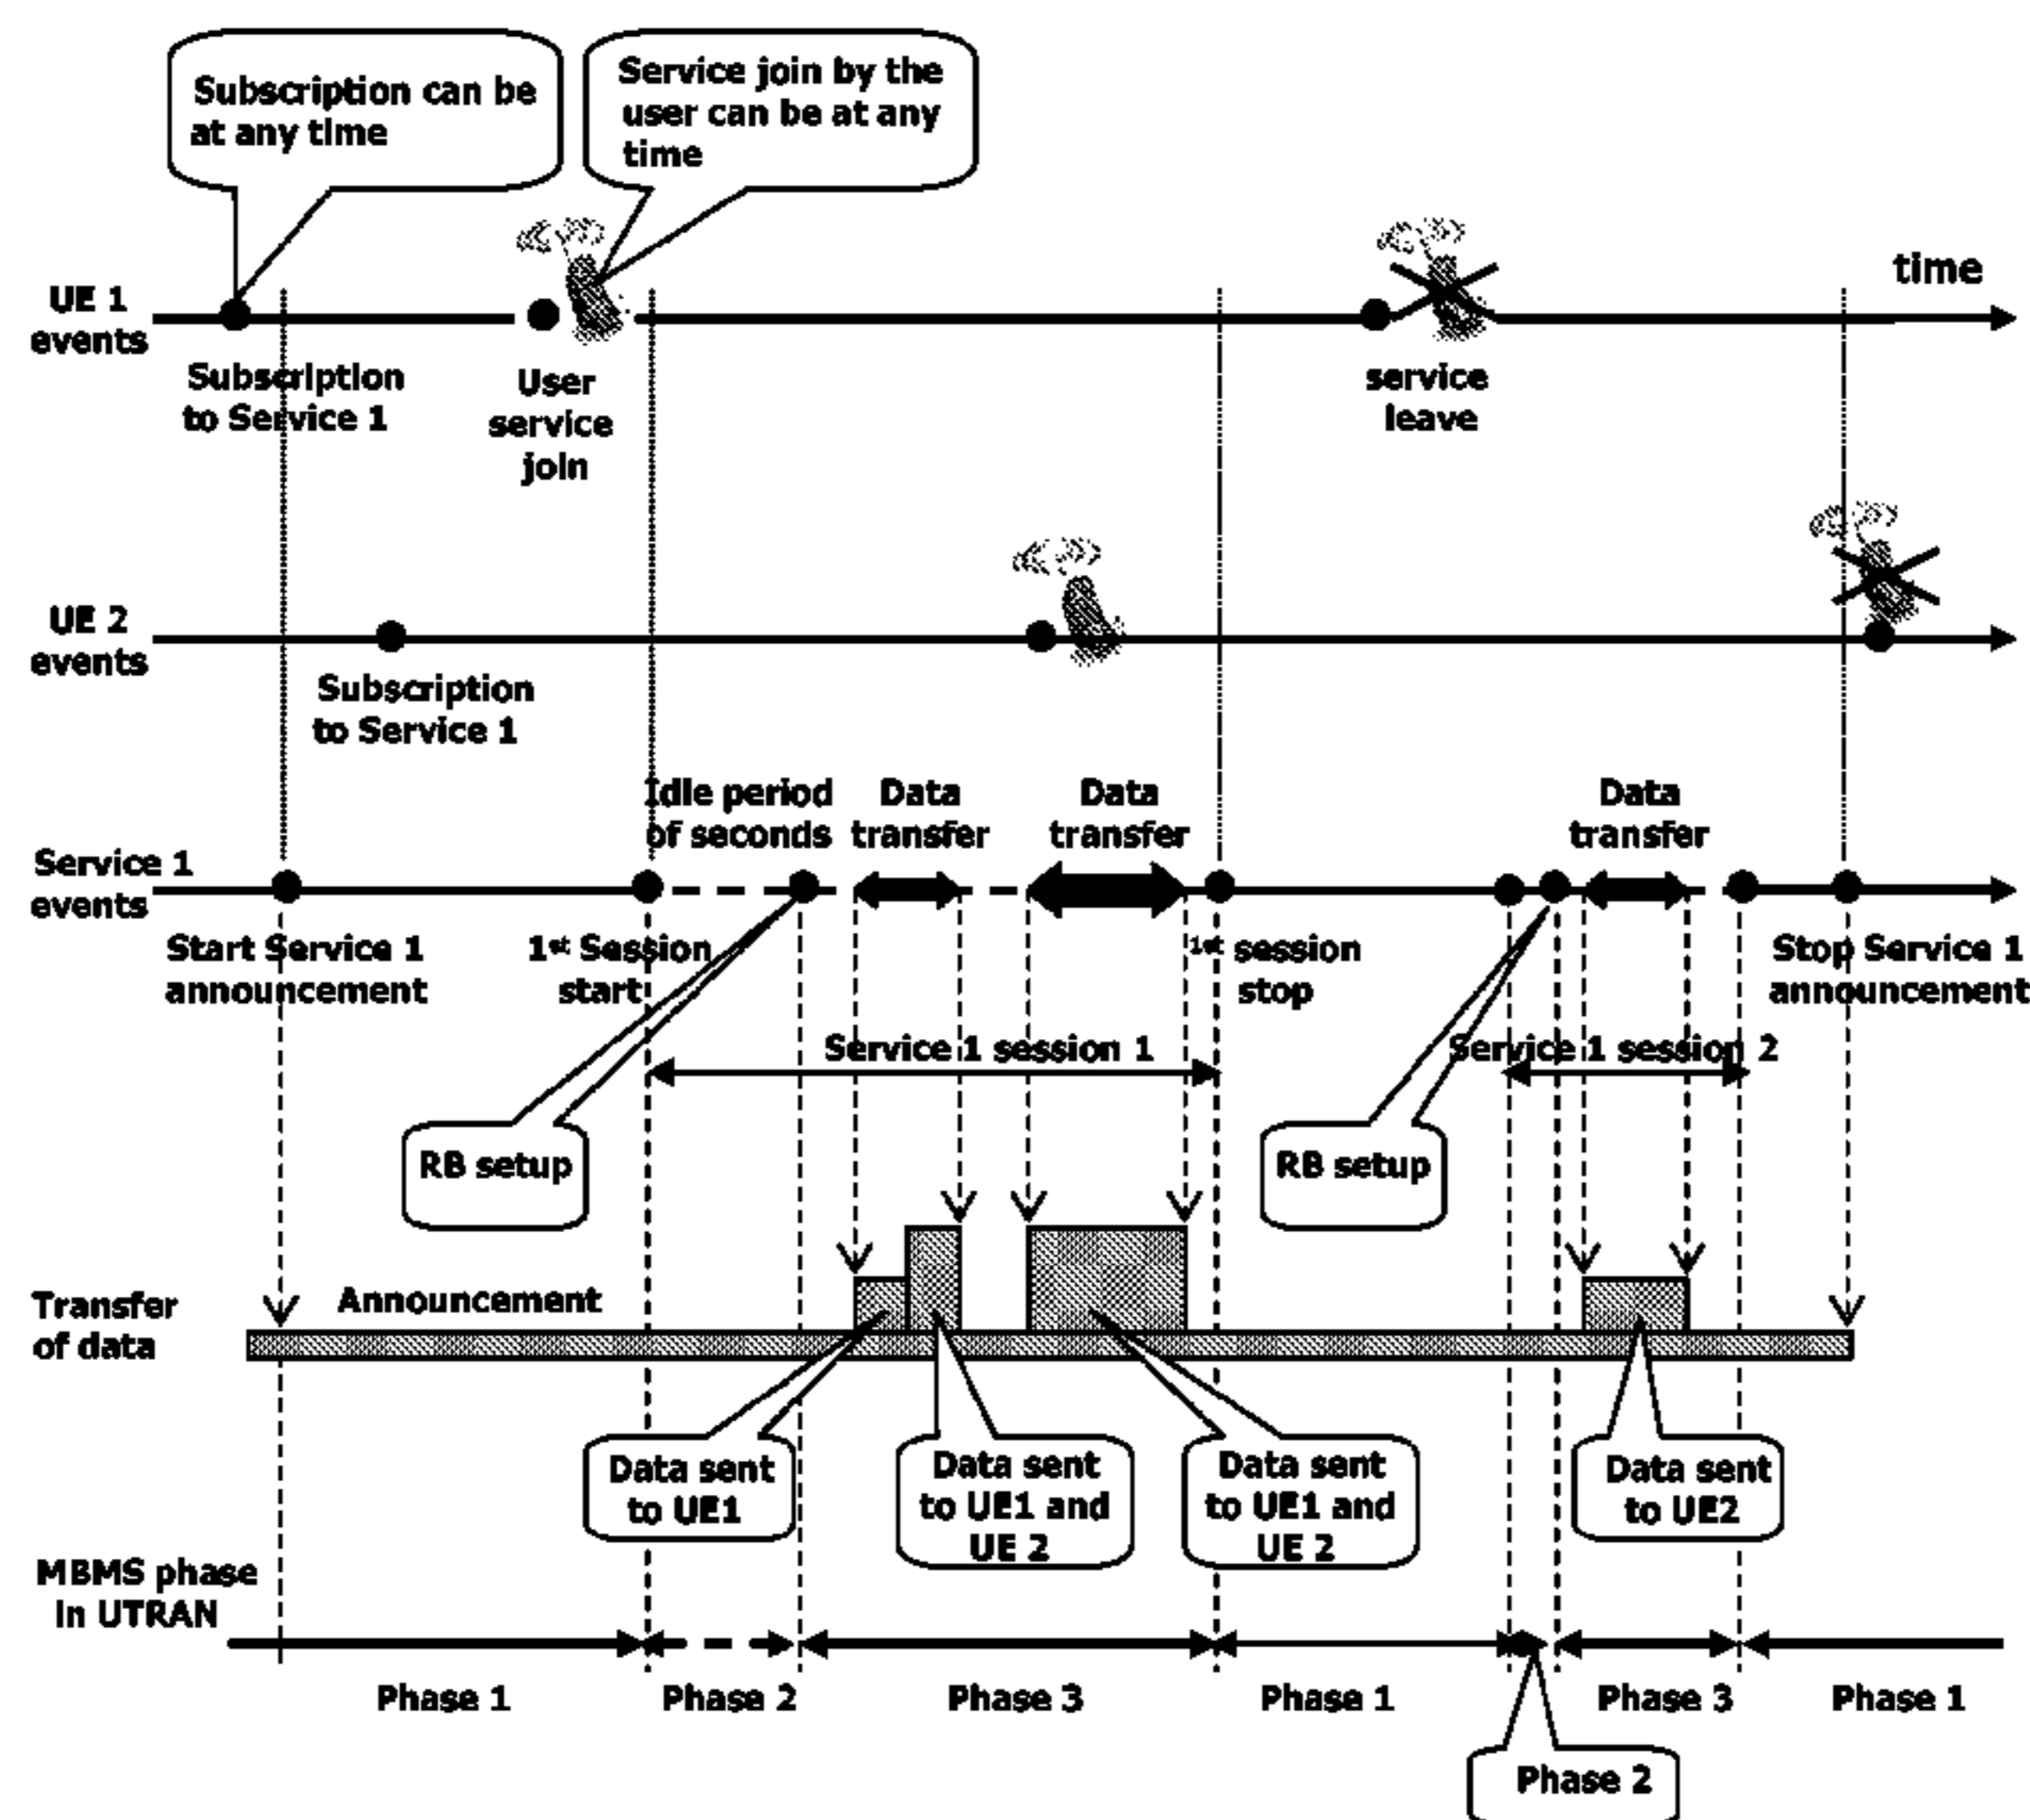 Subscription can be
at any time
Service join by the
user can be at any
time
time
UE 1
events
Subscription
to Service 1
User
service
join
service
leave
UE 2
events
Subscription
to Service 1
Idle period
of seconds
Data
transfer
Data
transfer
Data
transfer
Service 1
events
Start Service 1
announcement
1st Session
start
1st session
stop
Stop Service 1
announcement
Service 1 session 1
Service 1 session 2
RB setup
RB setup
Transfer
of data
Announcement
Data sent
to UE1
Data sent
to UE1 and
UE 2
Data sent
to UE1 and
UE 2
Data sent
to UE2
MBMS phase
in UTRAN
Phase 1
Phase 2
Phase 3
Phase 1
Phase 3
Phase 1
Phase 2